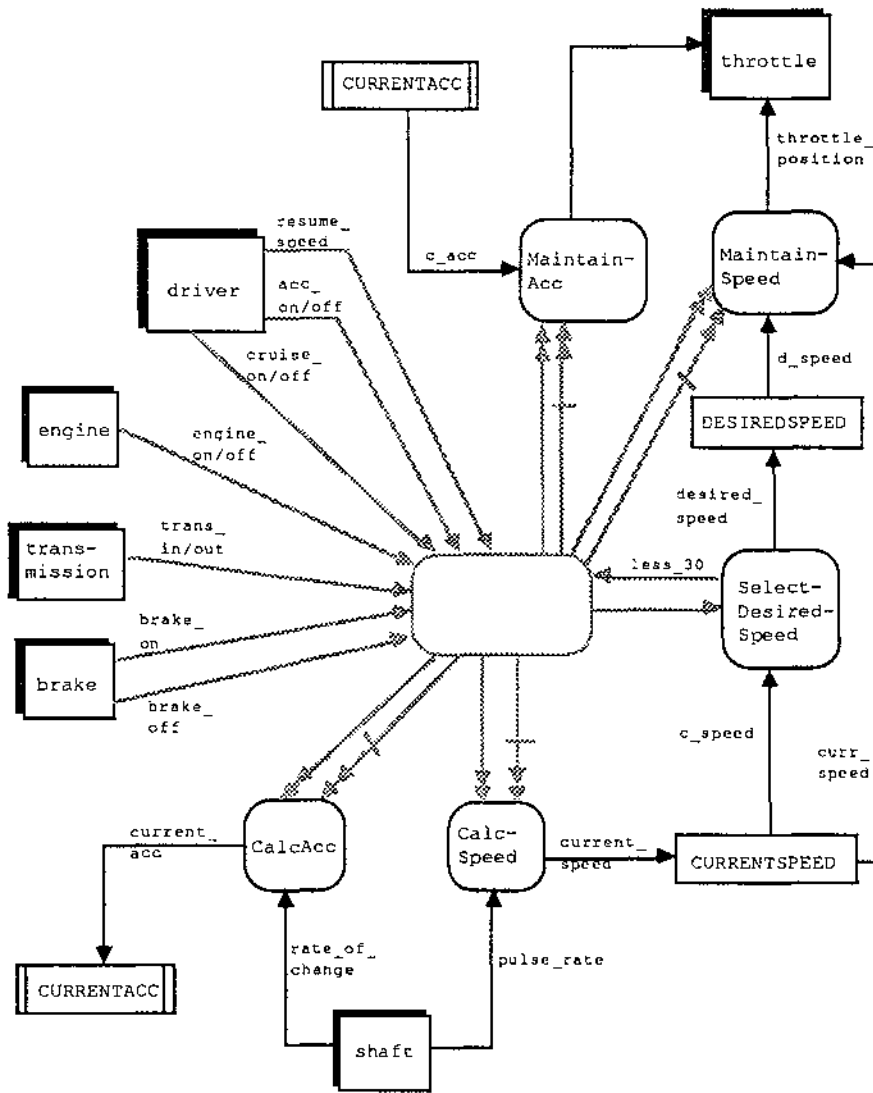 throttle
CURRENTACC
throttle_
position
resume_
speed
c_acc
Maintain-
Acc
Maintain-
Speed
driver
acc_
on/off
cruise_
on/off
d_speed
engine
engine_
on/off
DESIREDSPEED
desired_
speed
trans-
mission
trans_
in/out
less_30
Select-
Desired-
Speed
brake_
on
brake
brake_
off
c_speed
curr_
speed
current_
acc
CalcAcc
Calc-
Speed
current_
speed
CURRENTSPEED
rate_of_
change
pulse_rate
CURRENTACC
shaft